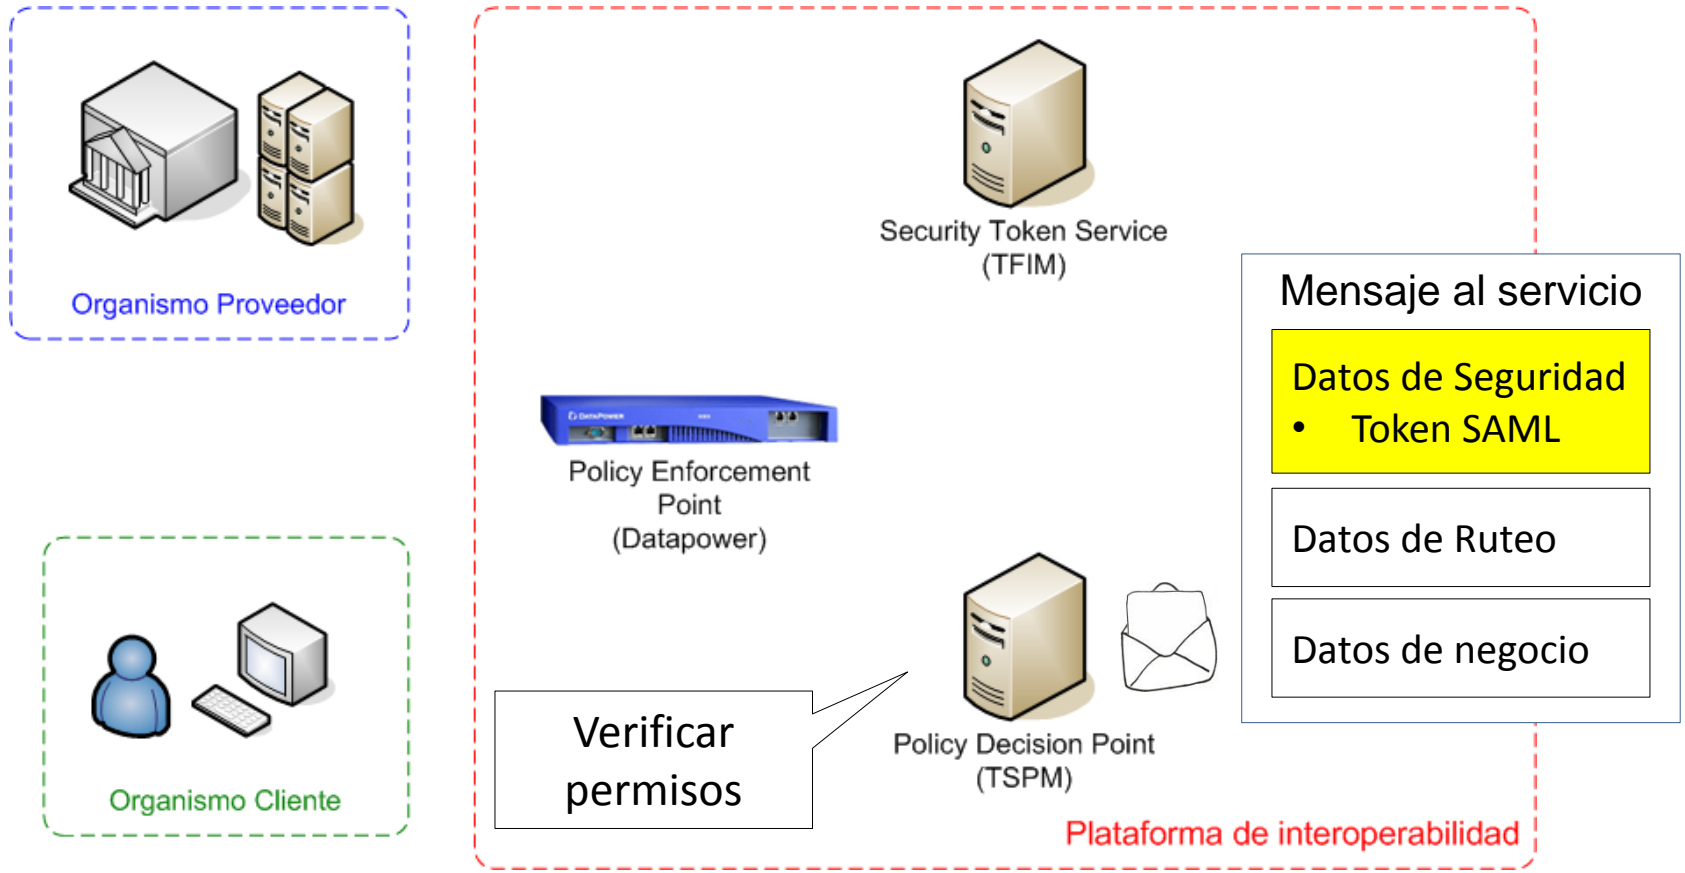 Organismo Proveedor
Security Token Service
(TFIM)
Mensaje al servicio
Datos de Seguridad
• Token SAML
Datos de Ruteo
Datos de negocio
DATAPOWER
Policy Enforcement
Point
(Datapower)
Organismo Cliente
Verificar
permisos
Policy Decision Point
(TSPM)
Plataforma de interoperabilidad